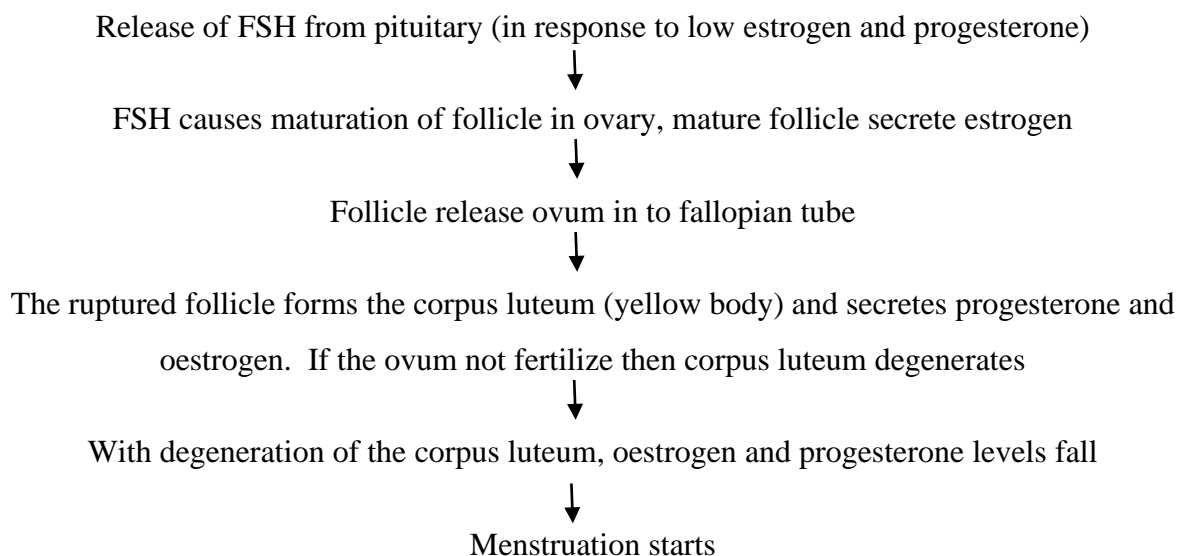 Release of FSH from pituitary (in response to low estrogen and progesterone)
FSH causes maturation of follicle in ovary, mature follicle secrete estrogen
Follicle release ovum in to fallopian tube
The ruptured follicle forms the corpus luteum (yellow body) and secretes progesterone and
oestrogen. If the ovum not fertilize then corpus luteum degenerates
With degeneration of the corpus luteum, oestrogen and progesterone levels fall
Menstruation starts